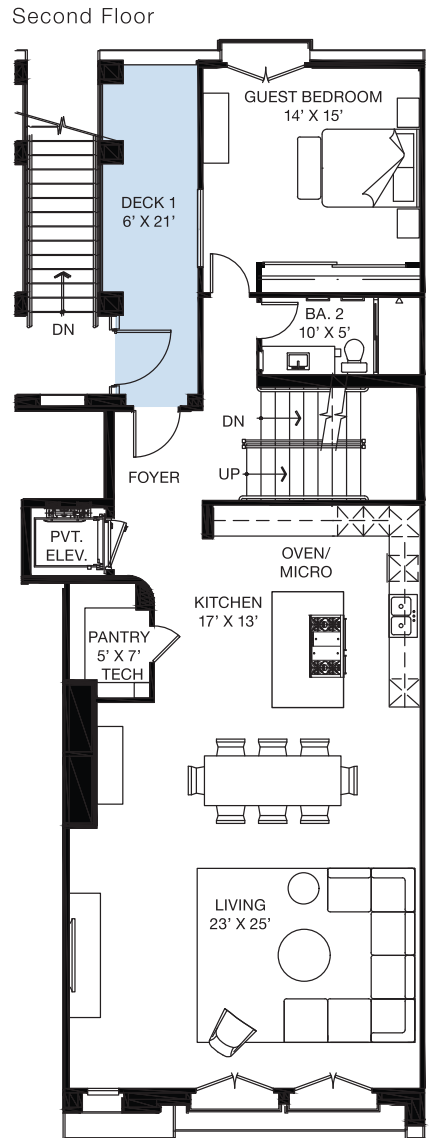 Second Floor
GUEST BEDROOM
14’ X 15’
DECK 1
6’ X 21’
DN
BA. 2
10’ X 5’
DN
UP
FOYER
PVT.
ELEV.
OVEN/
MICRO
KITCHEN
17’ X 13’
PANTRY
5’ X 7’
TECH
LIVING
23’ X 25’